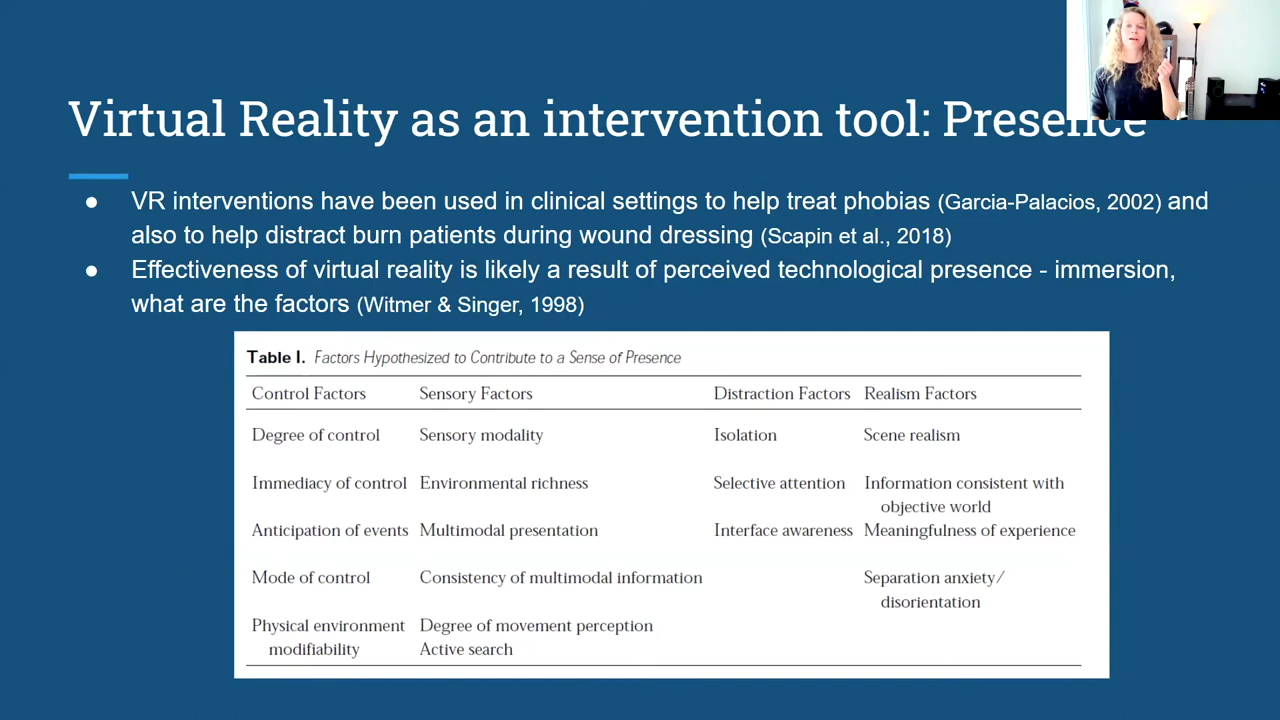 Virtual Reality as an intervention tool: Presence
● VR interventions have been used in clinical settings to help treat phobias (Garcia-Palacios, 2002) and
also to help distract burn patients during wound dressing (Scapin et al., 2018)
● Effectiveness of virtual reality is likely a result of perceived technological presence - immersion,
what are the factors (Witmer & Singer, 1998)
Table 1. Factors Hypothesized to Contribute to a Sense of Presence
Control Factors Sensory Factors Distraction Factors Realism Factors
Degree of control Sensory modality Isolation Scene realism
Immediacy of control Environmental richness Selective attention Information consistent with
objective world
Anticipation of events Multimodal presentation Interface awareness Meaningfulness of experience
Mode of control Consistency of multimodal information Separation anxiety/
disorientation
Physical environment Degree of movement perception
modifiability Active search